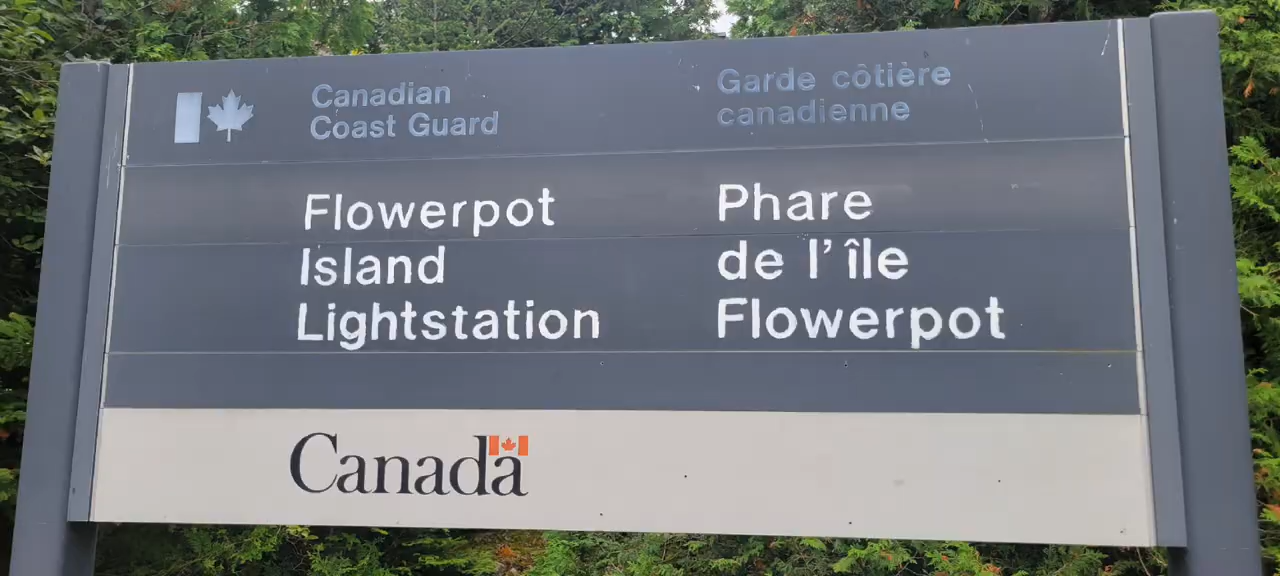 Canadian
Coast Guard
Garde côtière
canadienne
Flowerpot
Island
Lightstation
Phare
de l'île
Flowerpot
Canada